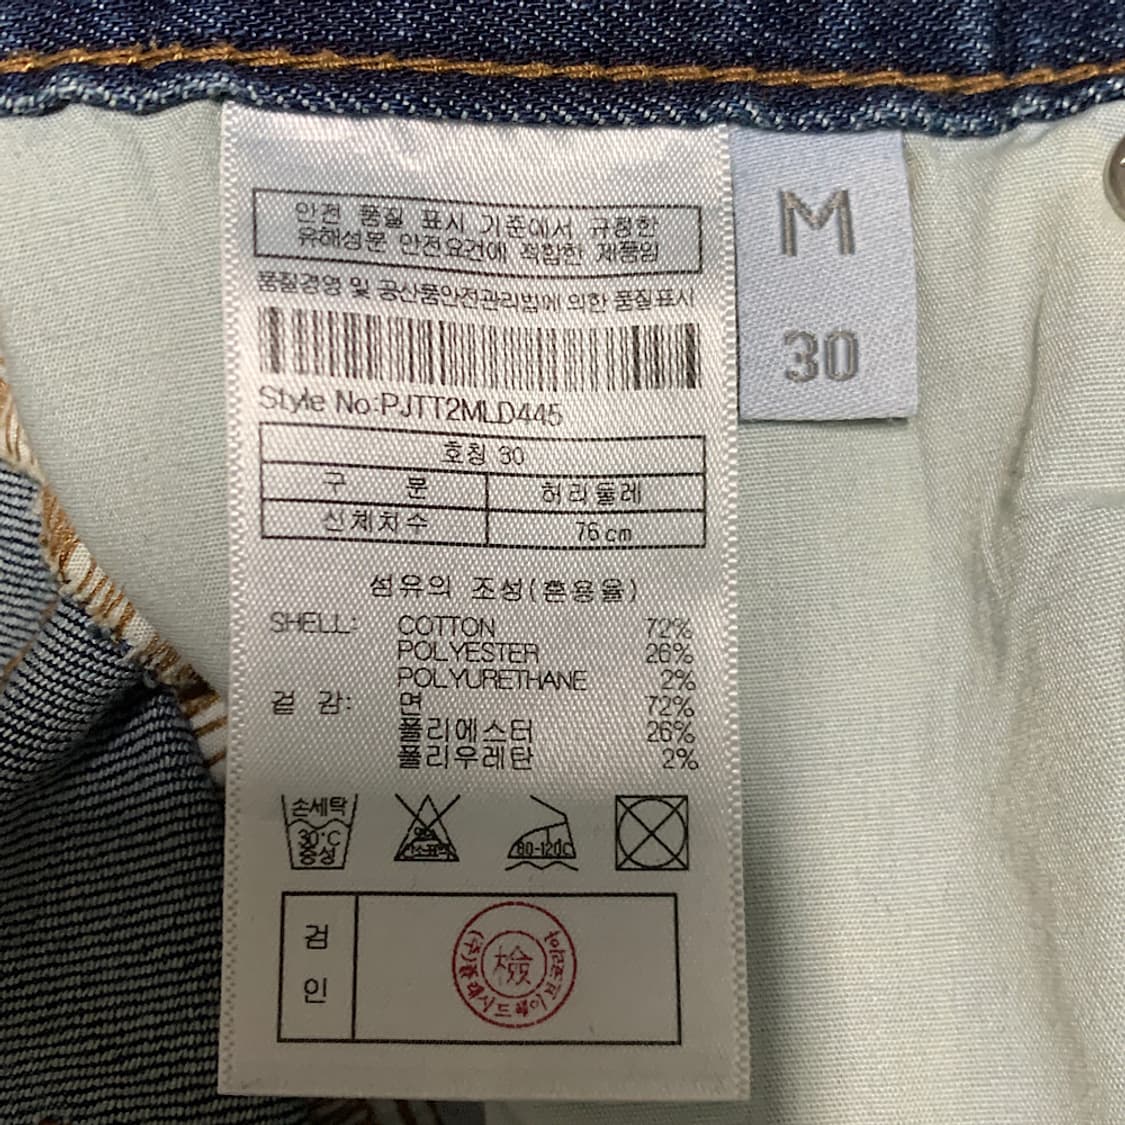 안전 품질 표시 기준에서 규정한
유해성분 안전요건에 적합한 제품임
품질경영 및 공산품안전관리법에 의한 품질표시
Style No:PJTT2MLD445
호칭 30
구 분 허리둘레
신체치수 76cm
섬유의 조성(혼용율)
SHELL: COTTON 72%
POLYESTER 26%
POLYURETHANE 2%
겉 감: 면 72%
폴리에스터 26%
폴리우레탄 2%
손세탁
30°C
중성
염소표백
80-120C
검
인
檢
M
30